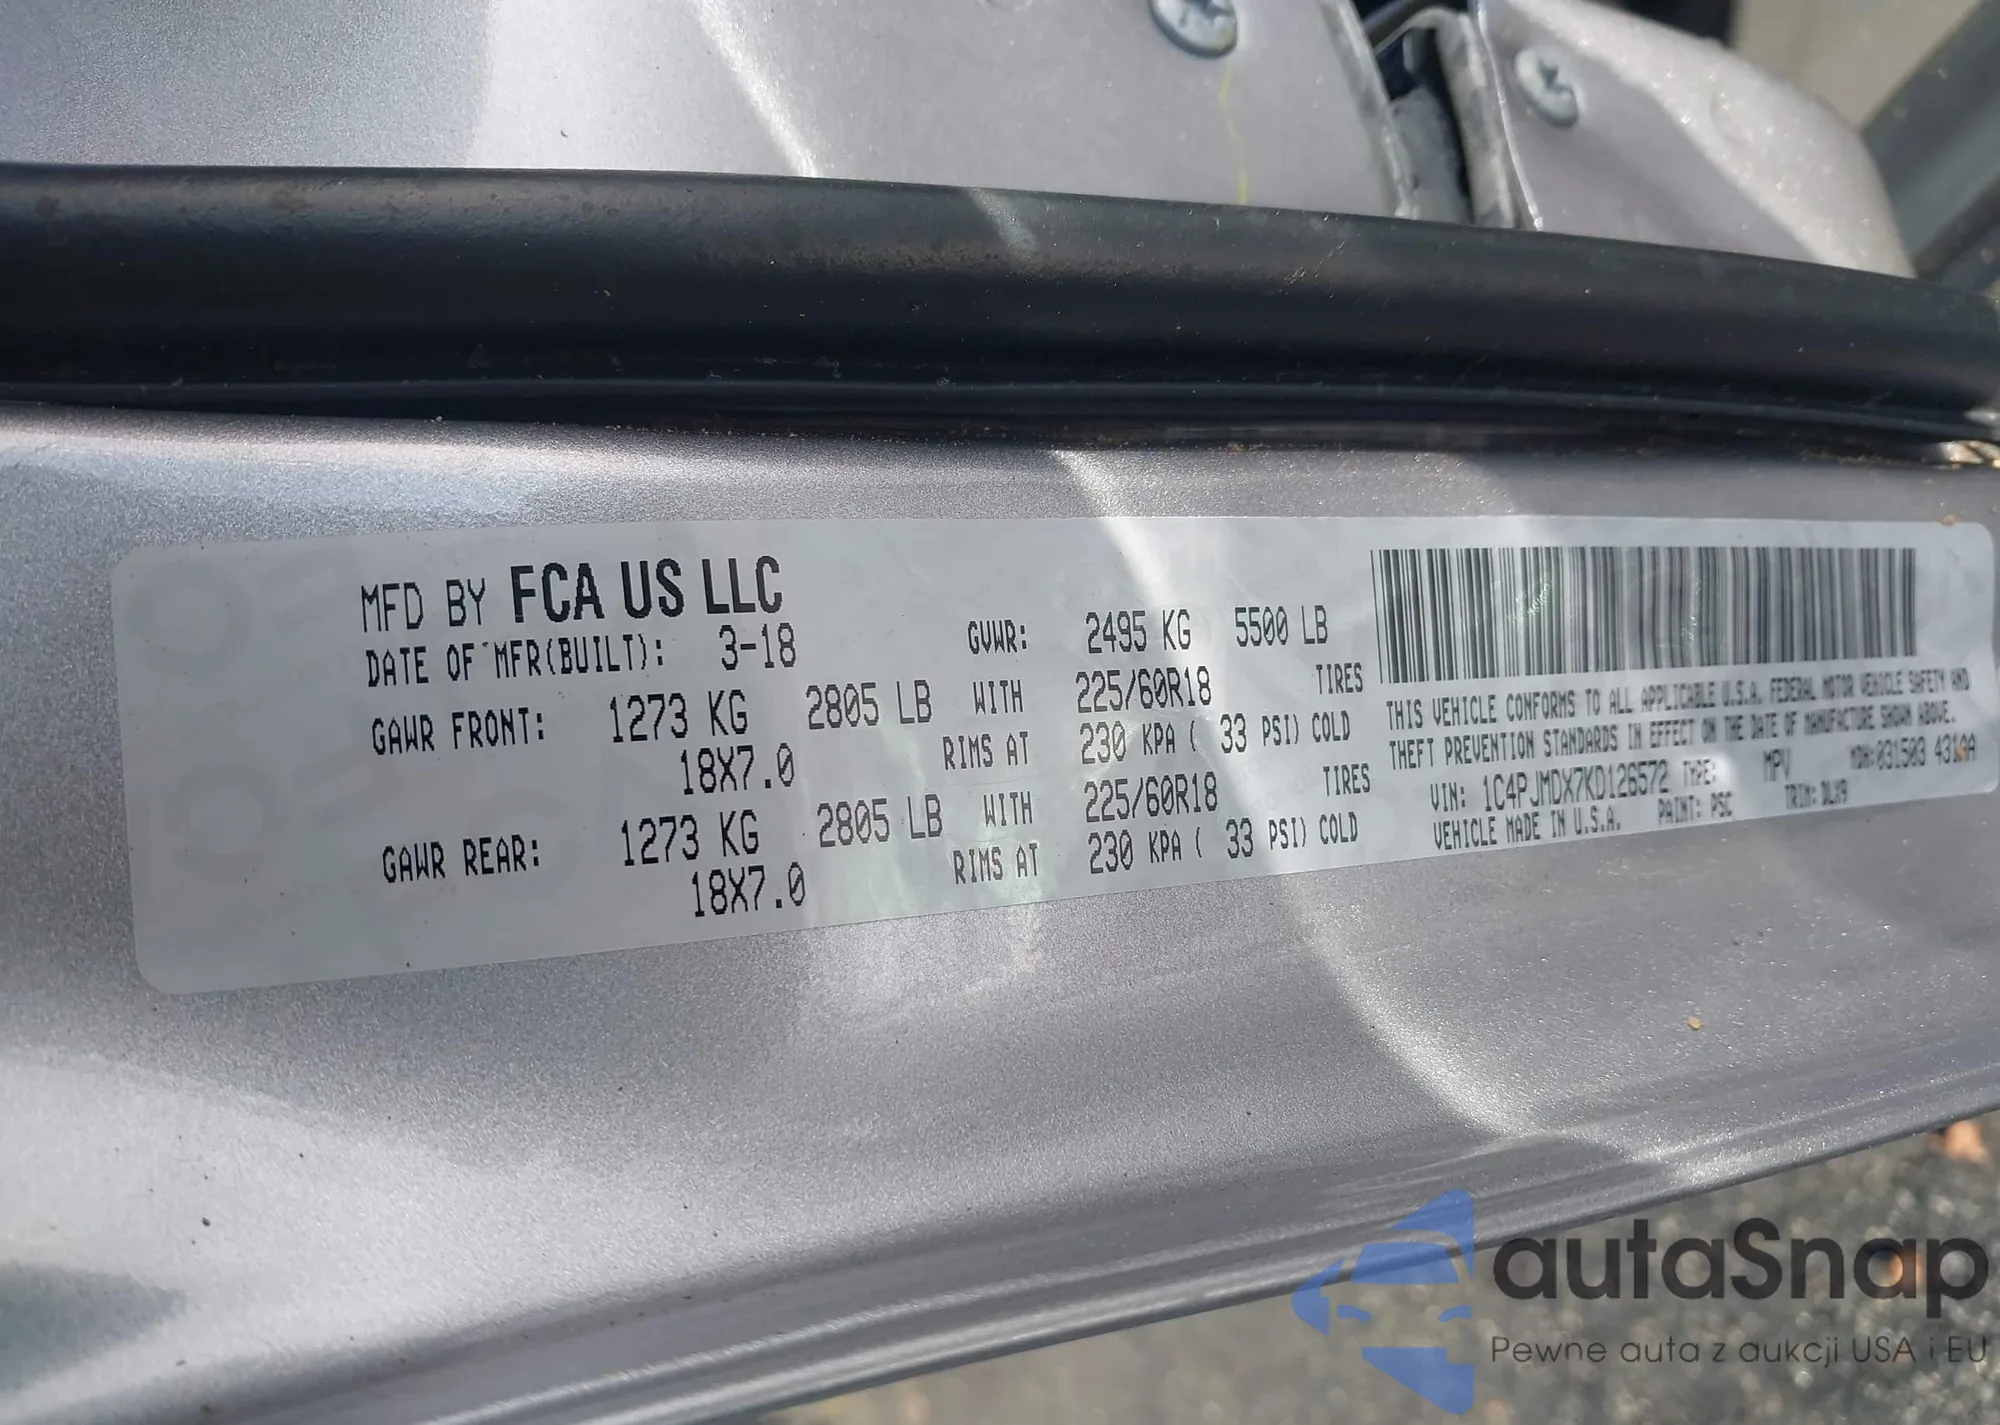 MFD BY FCA US LLC
DATE OF MFR(BUILT): 3-18 GVWR: 2495 KG 5500 LB
GAWR FRONT: 1273 KG 2805 LB WITH 225/60R18 TIRES
18X7.0 RIMS AT 230 KPA ( 33 PSI) COLD
GAWR REAR: 1273 KG 2805 LB WITH 225/60R18 TIRES
18X7.0 RIMS AT 230 KPA ( 33 PSI) COLD
THIS VEHICLE CONFORMS TO ALL APPLICABLE U.S.A. FEDERAL MOTOR VEHICLE SAFETY AND
THEFT PREVENTION STANDARDS IN EFFECT ON THE DATE OF MANUFACTURE SHOWN ABOVE.
VIN: 1C4PJMDX7KD126572 TYPE: MPV MDH:031503
VEHICLE MADE IN U.S.A. PAINT: PSC TRIM: DLX9
autaSnap
Pewne auta z aukcji USA i EU